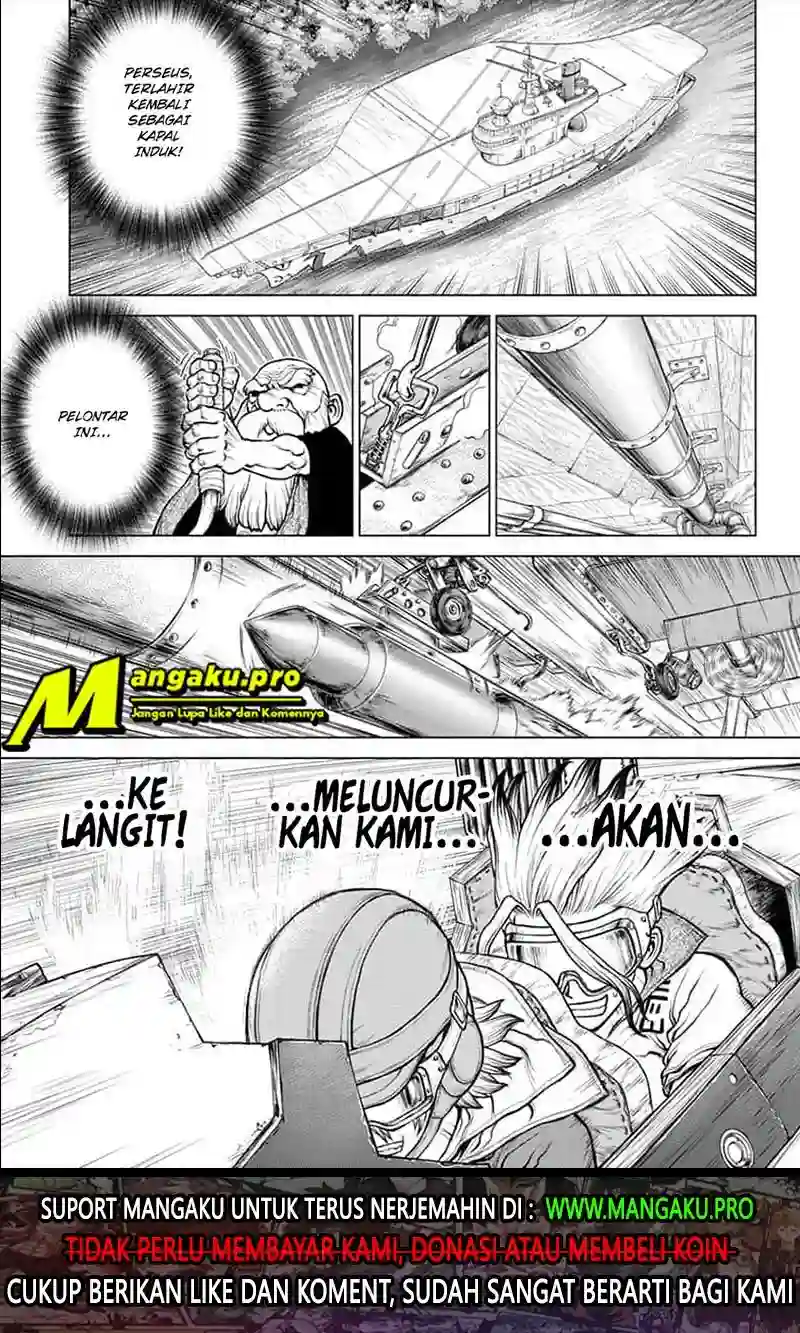 PERSEUS,
TERLAHIR
KEMBALI
SEBAGAI
KAPAL
INDUK!
PELONTAR
INI...
Mangaku.pro
Jangan Lupa Like dan Komennya
...AKAN...
...MELUNCUR-
KAN KAMI...
...KE
LANGIT!
SUPORT MANGAKU UNTUK TERUS NERJEMAHIN DI : WWW.MANGAKU.PRO
TIDAK PERLU MEMBAYAR KAMI, DONASI ATAU MEMBELI KOIN
CUKUP BERIKAN LIKE DAN KOMENT, SUDAH SANGAT BERARTI BAGI KAMI